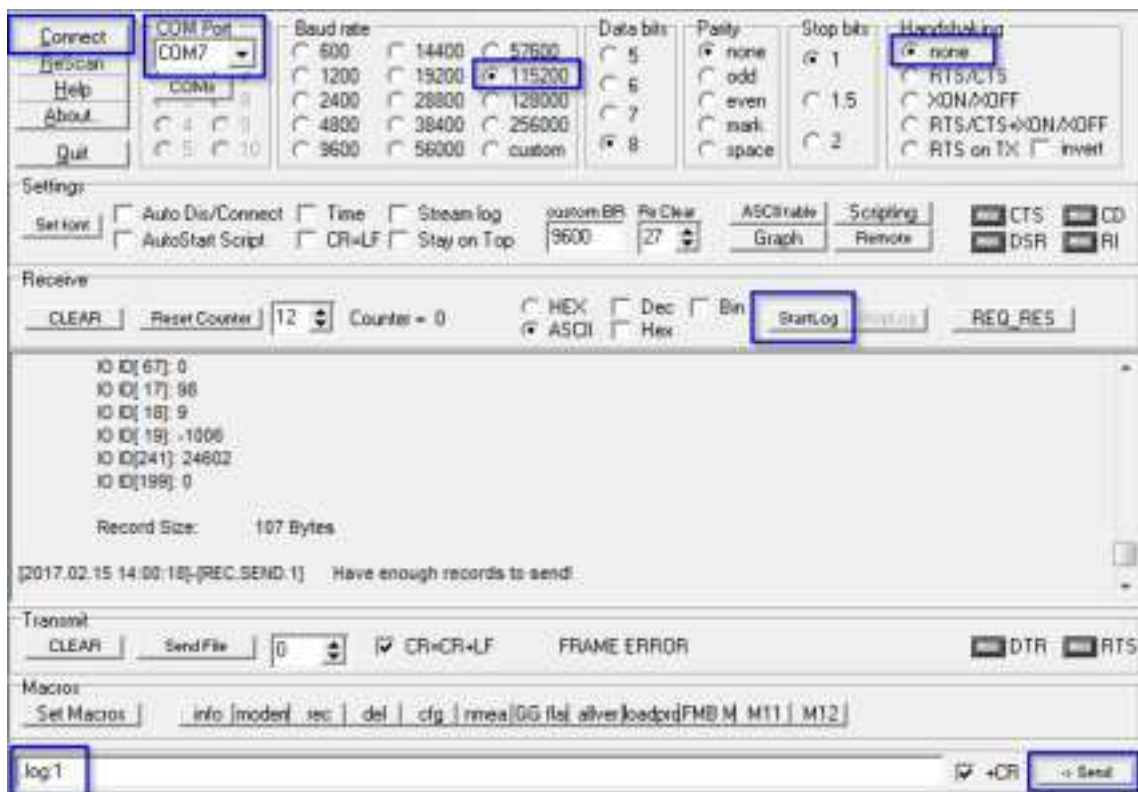 Connect
ReScan
Help
About..
Quit
COM Port
COM7
COMs
4 9
5 10
Baud rate
600 14400 57600
1200 19200 115200
2400 28800 128000
4800 38400 256000
9600 56000 custom
Data bits
5
6
7
8
Parity
none
odd
even
mark
space
Stop bits
1
1.5
2
Handshaking
none
RTS/CTS
XON/XOFF
RTS/CTS+XON/XOFF
RTS on TX invert
Settings
Set font
Auto Dis/Connect Time Stream log
AutoStart Script CR=LF Stay on Top
custom BR Rx Clear
9600 27
ASCII table Scripting
Graph Remote
CTS CD
DSR RI
Receive
CLEAR Reset Counter 12 Counter = 0
HEX Dec Bin
ASCII Hex
StartLog REQ_RES
IO ID[ 67]: 0
IO ID[ 17]: 98
IO ID[ 18]: 9
IO ID[ 19]: -1006
IO ID[241]: 24602
IO ID[199]: 0
Record Size: 107 Bytes
[2017.02.15 14:00:18]-[REC.SEND.1] Have enough records to send!
Transmit
CLEAR Send File 0 CR=CR+LF FRAME ERROR DTR RTS
Macros
Set Macros info modem rec del cfg nmea GG flal allver loadprd FMB M M11 M12
.log:1 +CR -> Send